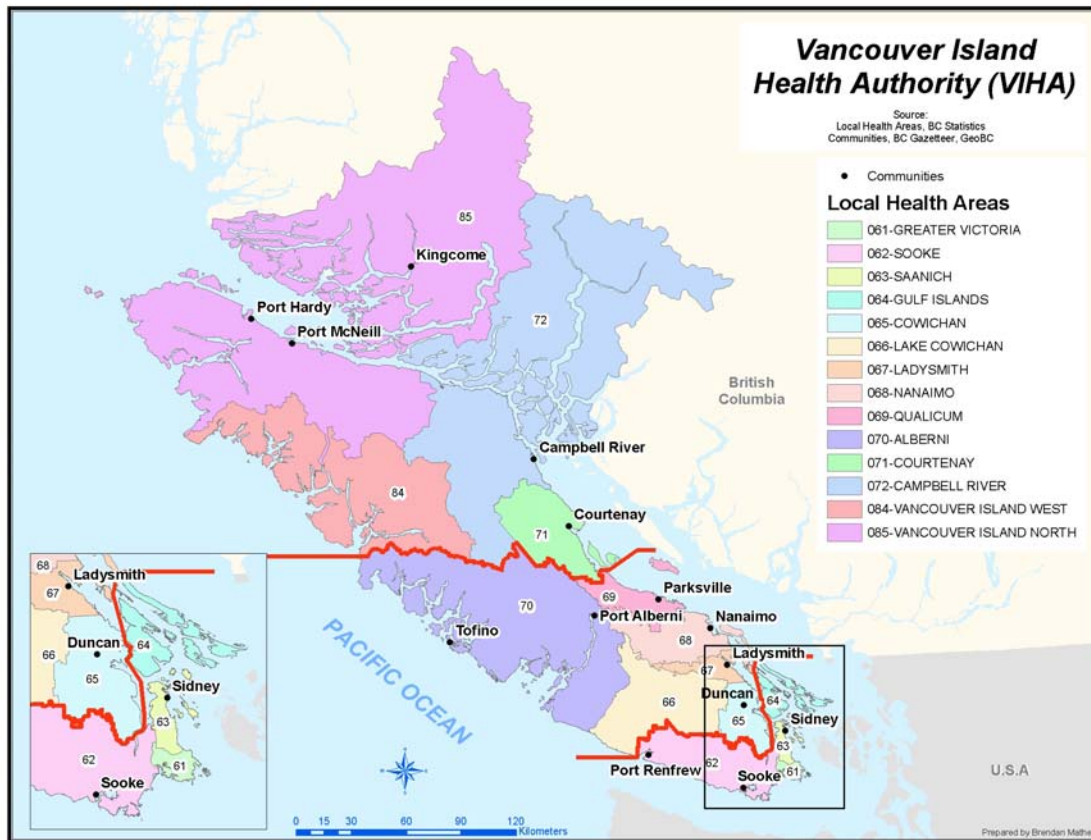 Vancouver Island
Health Authority (VIHA)
Source:
Local Health Areas, BC Statistics
Communities, BC Gazetteer, GeoBC
Communities
Local Health Areas
061-GREATER VICTORIA
062-SOOKE
063-SAANICH
064-GULF ISLANDS
065-COWICHAN
066-LAKE COWICHAN
067-LADYSMITH
068-NANAIMO
069-QUALICUM
070-ALBERNI
071-COURTENAY
072-CAMPBELL RIVER
084-VANCOUVER ISLAND WEST
085-VANCOUVER ISLAND NORTH
85
Kingcome
Port Hardy
Port McNeill
72
British
Columbia
Campbell River
84
Courtenay
71
69
Parksville
70
Port Alberni
Nanaimo
Tofino
68
PACIFIC OCEAN
67
Ladysmith
Duncan
64
66
65
Sidney
63
Port Renfrew
62
61
Sooke
U.S.A
68
Ladysmith
67
Duncan
64
66
65
Sidney
63
62
61
Sooke
0 15 30 60 90 120
Kilometers
Prepared by Brendan Mathe